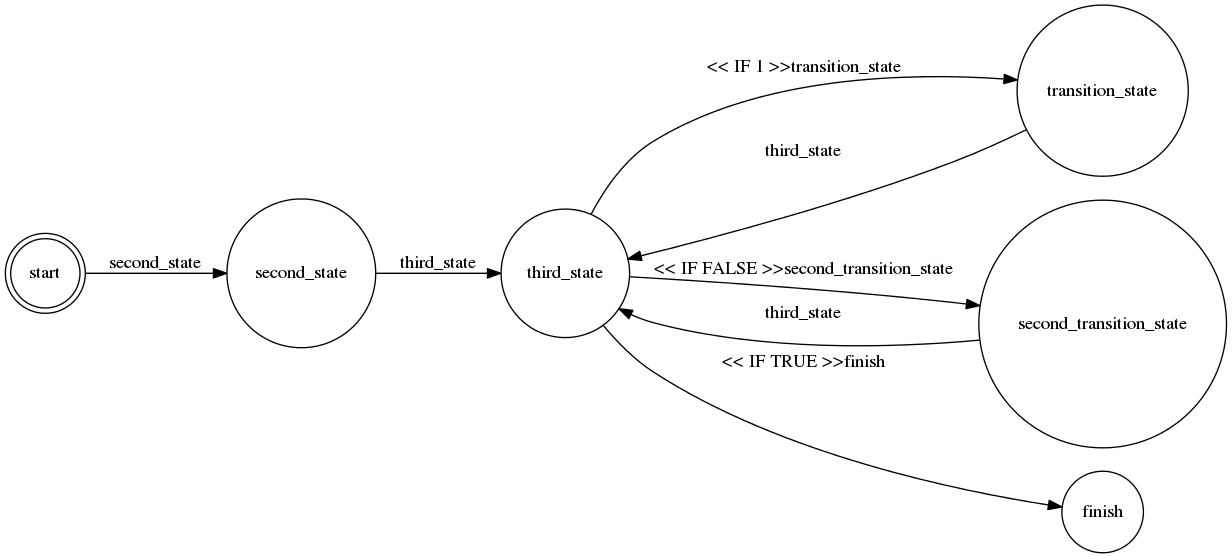 << IF 1 >>transition_state
transition_state
third_state
start
second_state
second_state
third_state
third_state
<< IF FALSE >>second_transition_state
third_state
second_transition_state
<< IF TRUE >>finish
finish